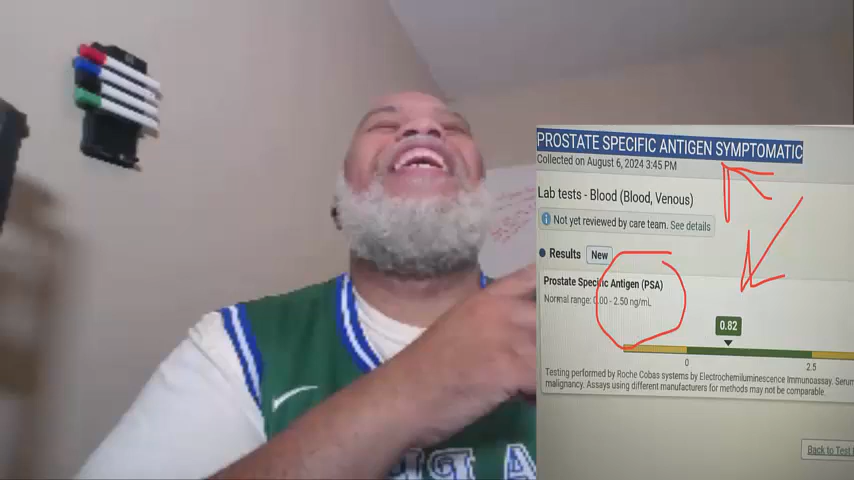 PROSTATE SPECIFIC ANTIGEN SYMPTOMATIC
Collected on August 6, 2024 3:45 PM
Lab tests - Blood (Blood, Venous)
Not yet reviewed by care team. See details
Results New
Prostate Specific Antigen (PSA)
Normal range: 0.00 - 2.50 ng/mL
0.82
0 2.5
Testing performed by Roche Cobas systems by Electrochemiluminescence Immunoassay. Serum
malignancy. Assays using different manufacturers for methods may not be comparable.
Back to Test